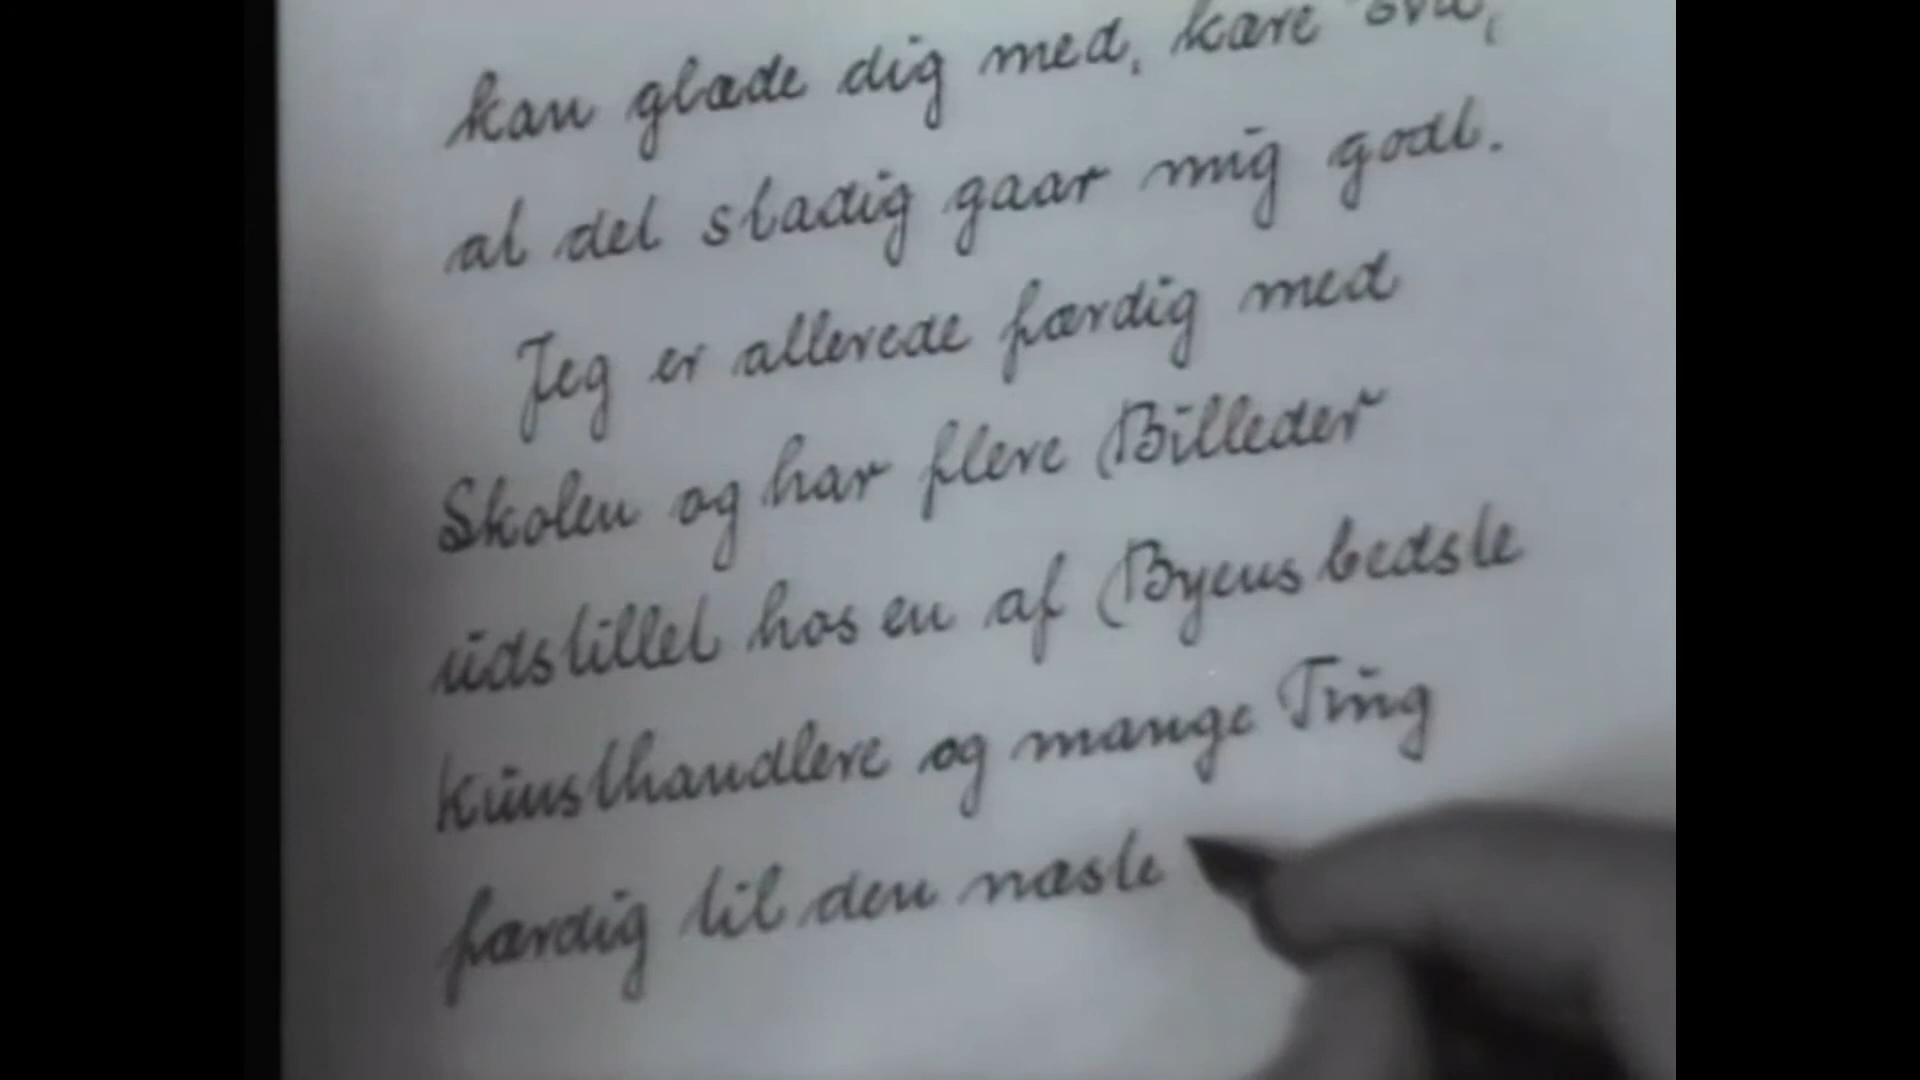 kan glæde dig med, kære
at det stadig gaar mig godt.
Jeg er allerede færdig med
Skolen og har flere Billeder
udstillet hos en af Byens bedste
Kunsthandlere og mange Ting
færdig til den næste